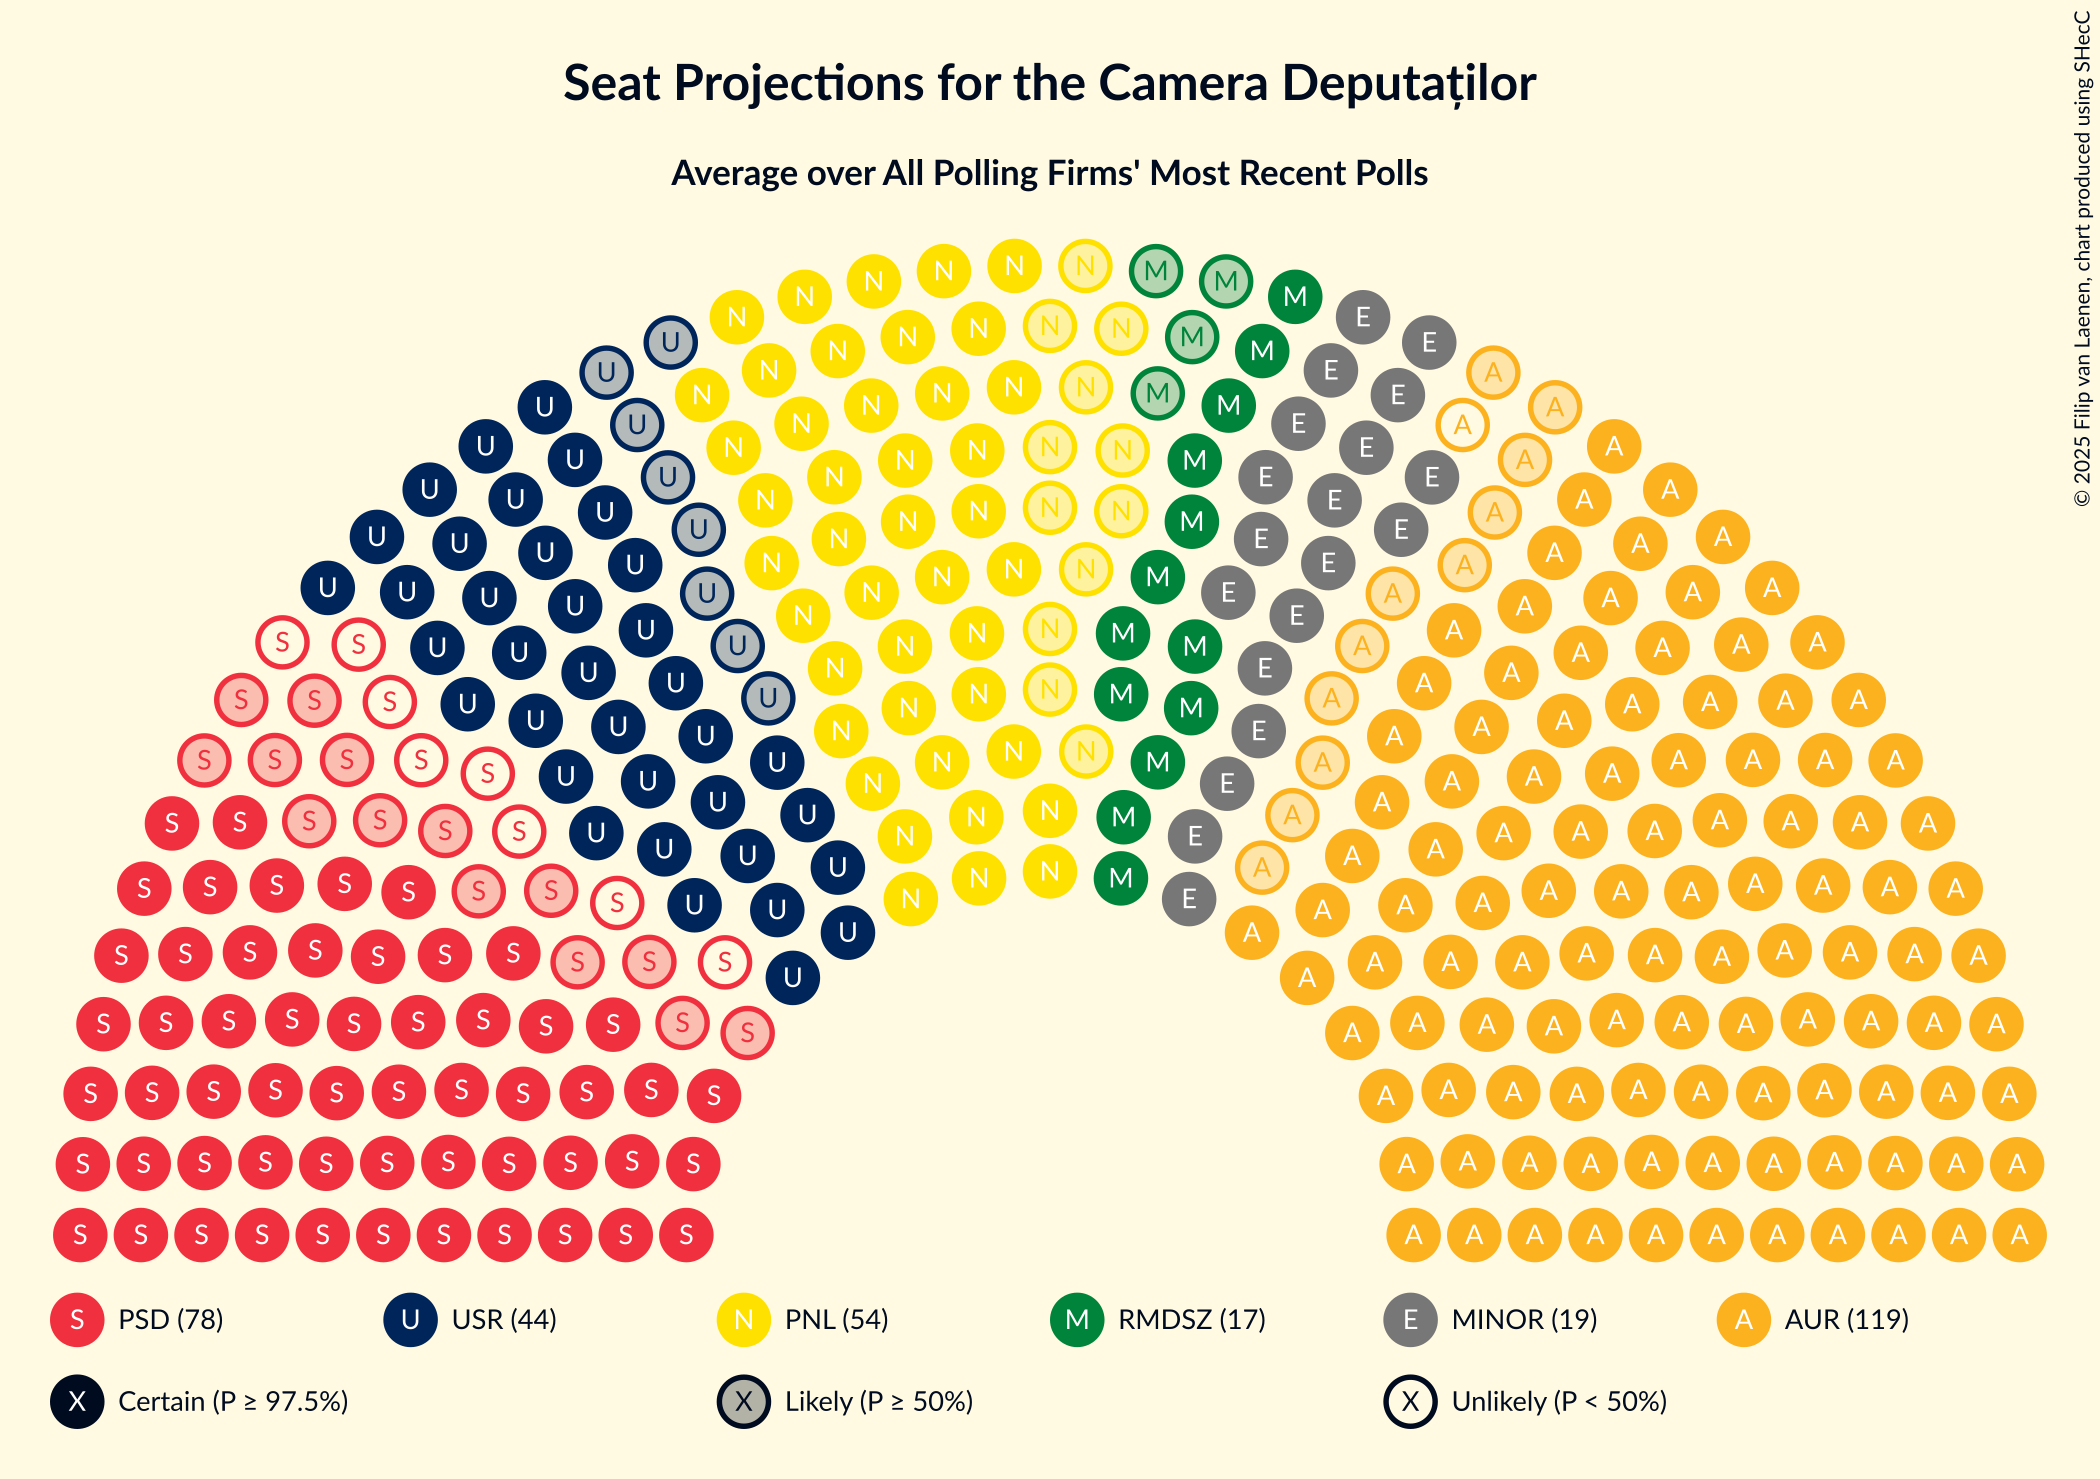 Seat Projections for the Camera Deputaților
Average over All Polling Firms' Most Recent Polls
© 2025 Filip van Laenen, chart produced using SHecC
S PSD (78) U USR (44) N PNL (54) M RMDSZ (17) E MINOR (19) A AUR (119)
X Certain (P ≥ 97.5%) X Likely (P ≥ 50%) X Unlikely (P < 50%)